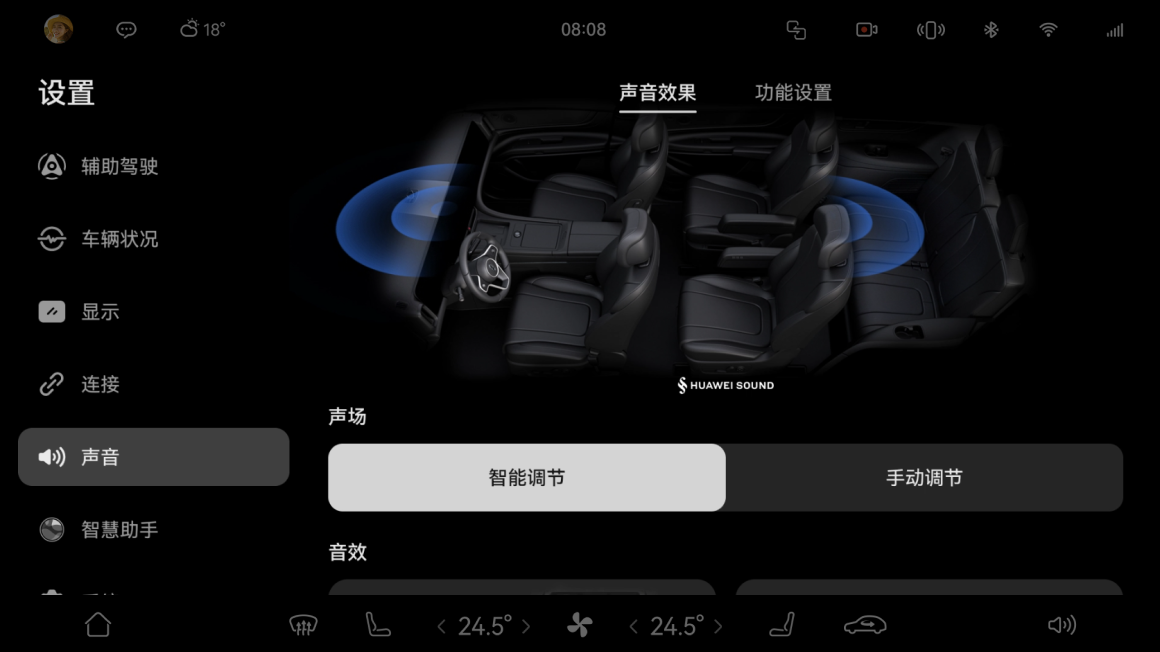 18°
08:08
设置
声音效果
功能设置
辅助驾驶
车辆状况
显示
连接
声音
智慧助手
HUAWEI SOUND
声场
智能调节
手动调节
音效
24.5°
24.5°